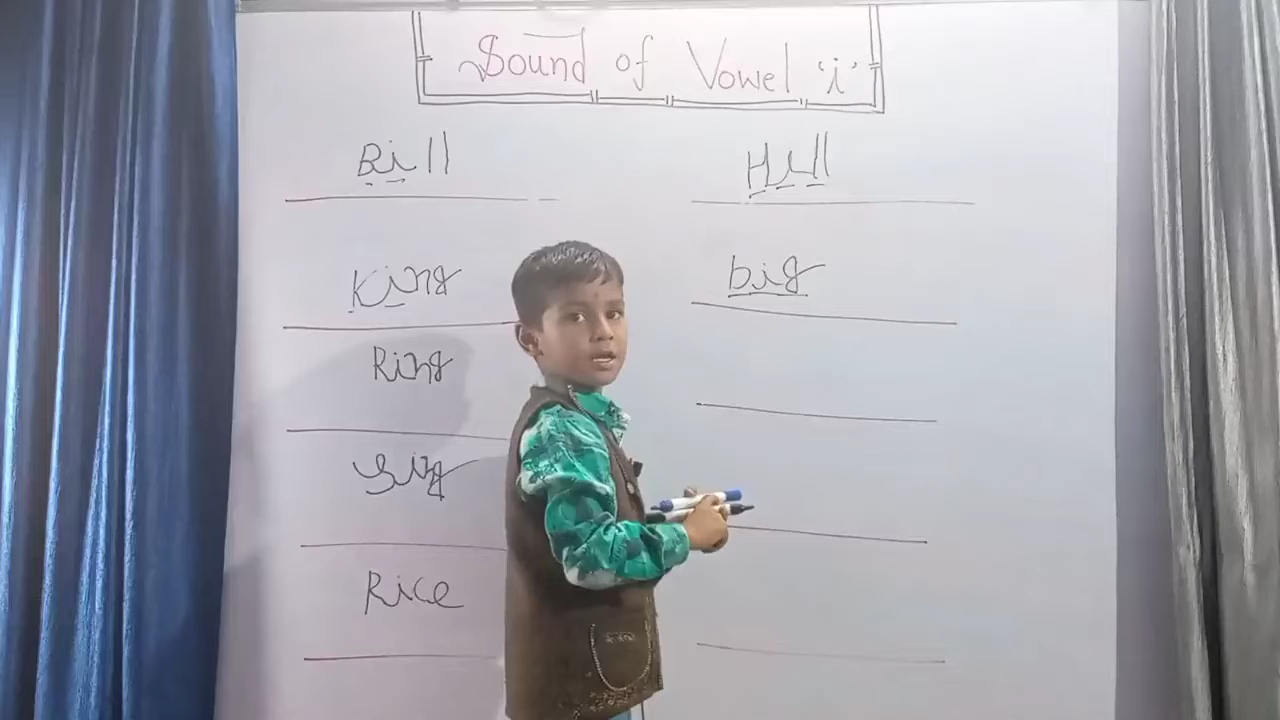 Sound of Vowel 'i'
Bill
King
Ring
Sing
Rice
Hill
big